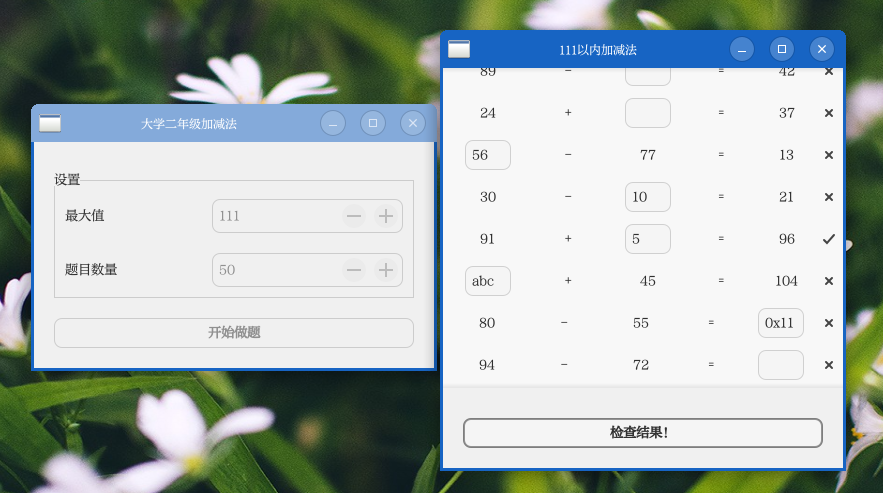 大学二年级加减法
设置
最大值 111
题目数量 50
开始做题
111以内加减法
89 - = 42
24 + = 37
56 - 77 = 13
30 - 10 = 21
91 + 5 = 96
abc + 45 = 104
80 - 55 = 0x11
94 - 72 =
检查结果!